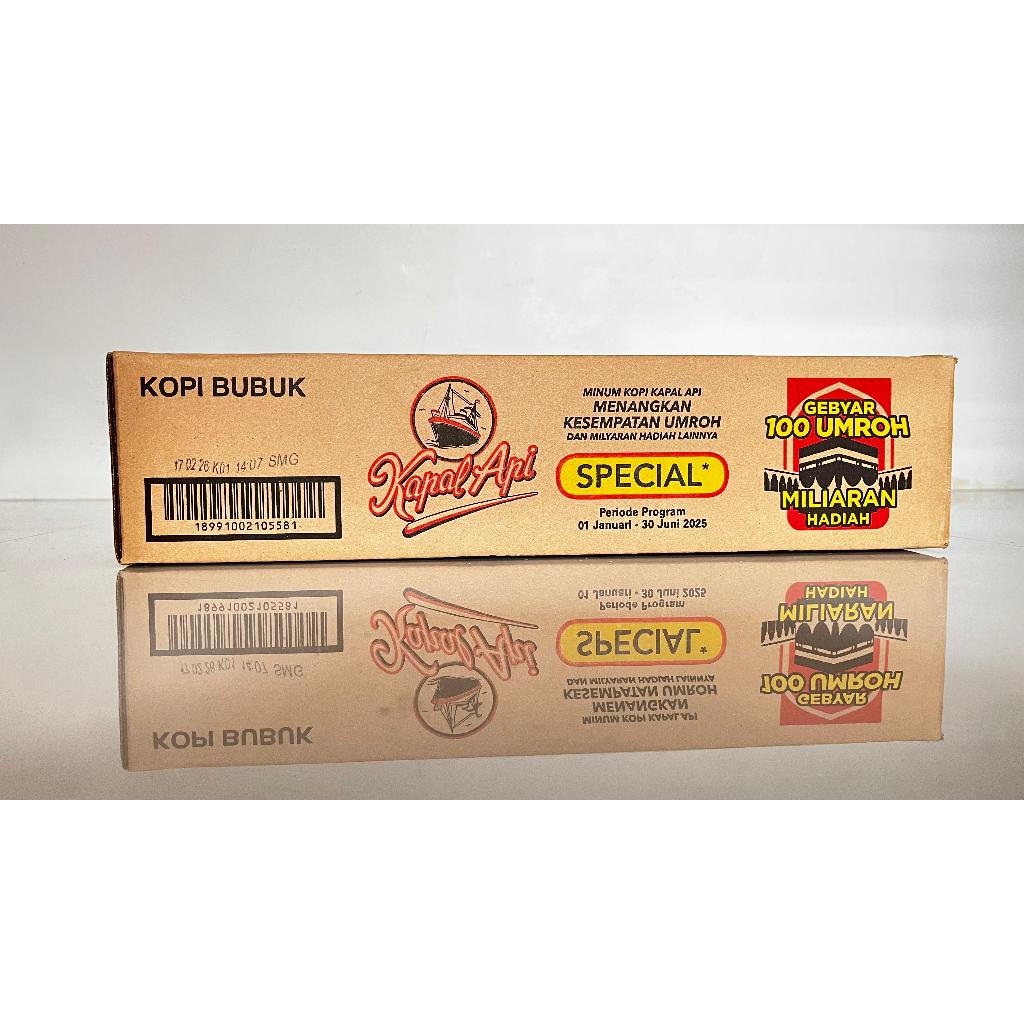 KOPI BUBUK
17 02 26 K01 14:07 SMG
18991002105581
Kapal Api
MINUM KOPI KAPAL API
MENANGKAN
KESEMPATAN UMROH
DAN MILYARAN HADIAH LAINNYA
SPECIAL*
Periode Program
01 Januari - 30 Juni 2025
GEBYAR
100 UMROH
MILIARAN
HADIAH